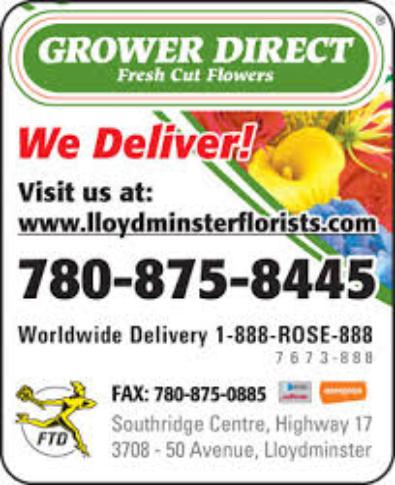 ®
GROWER DIRECT
Fresh Cut Flowers
We Deliver!
Visit us at:
www.lloydminsterflorists.com
780-875-8445
Worldwide Delivery 1-888-ROSE-888
7673-888
FAX: 780-875-0885
FTD
Southridge Centre, Highway 17
3708 - 50 Avenue, Lloydminster